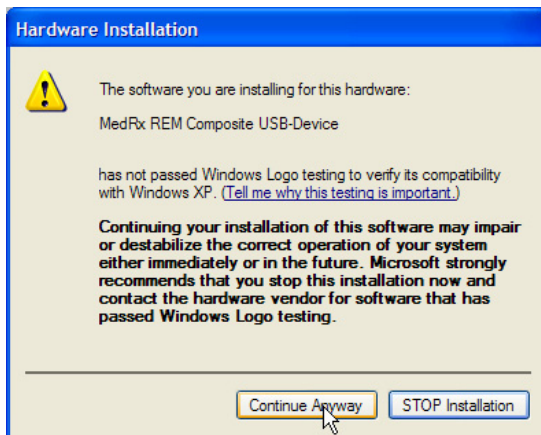 Hardware Installation
The software you are installing for this hardware:
MedRx REM Composite USB-Device
has not passed Windows Logo testing to verify its compatibility
with Windows XP. (Tell me why this testing is important.)
Continuing your installation of this software may impair
or destabilize the correct operation of your system
either immediately or in the future. Microsoft strongly
recommends that you stop this installation now and
contact the hardware vendor for software that has
passed Windows Logo testing.
Continue Anyway
STOP Installation